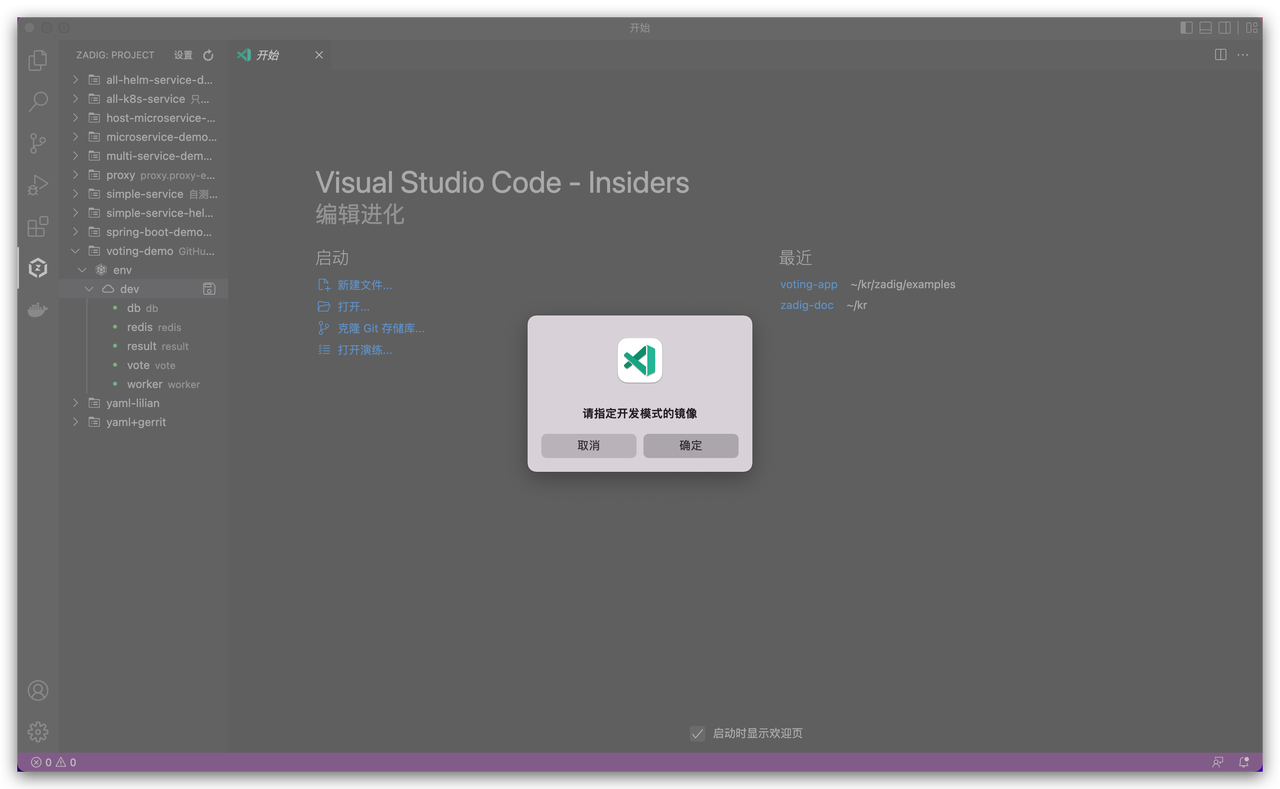 开始
ZADIG: PROJECT 设置
开始
all-helm-service-d...
all-k8s-service 只...
host-microservice-...
microservice-demo...
multi-service-dem...
proxy proxy.proxy-e...
simple-service 自测...
simple-service-hel...
spring-boot-demo...
voting-demo GitHu...
env
dev
db db
redis redis
result result
vote vote
worker worker
yaml-lilian
yaml+gerrit
Visual Studio Code - Insiders
编辑进化
启动
新建文件...
打开...
克隆 Git 存储库...
打开演练...
最近
voting-app ~/kr/zadig/examples
zadig-doc ~/kr
请指定开发模式的镜像
取消 确定
启动时显示欢迎页
0 0